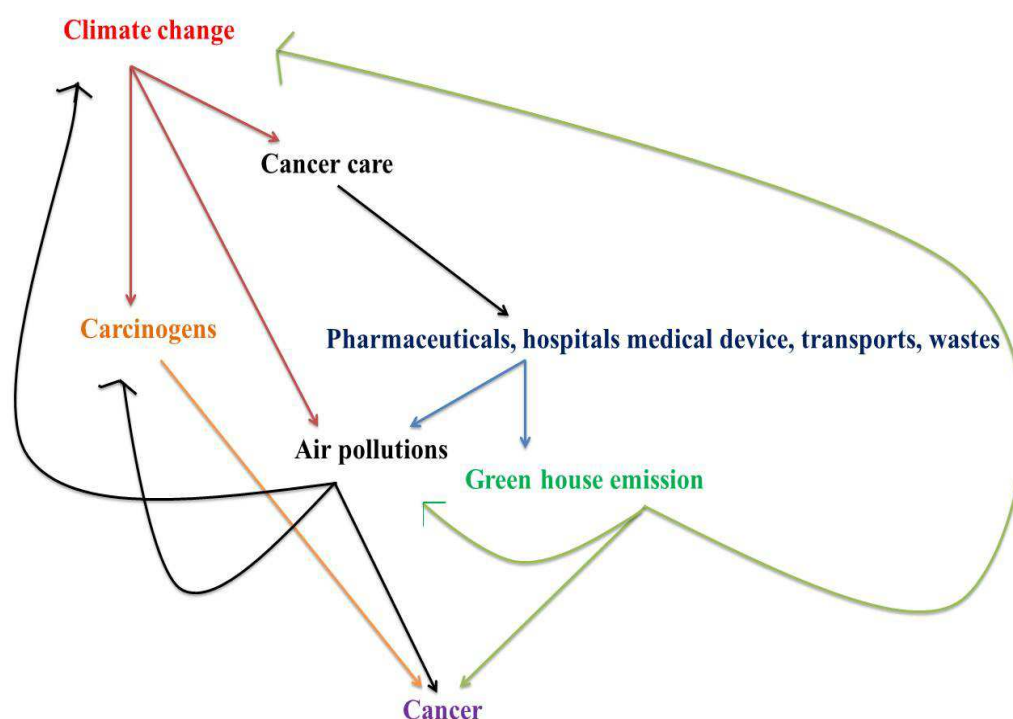 Climate change
Cancer care
Carcinogens
Pharmaceuticals, hospitals medical device, transports, wastes
Air pollutions
Green house emission
Cancer